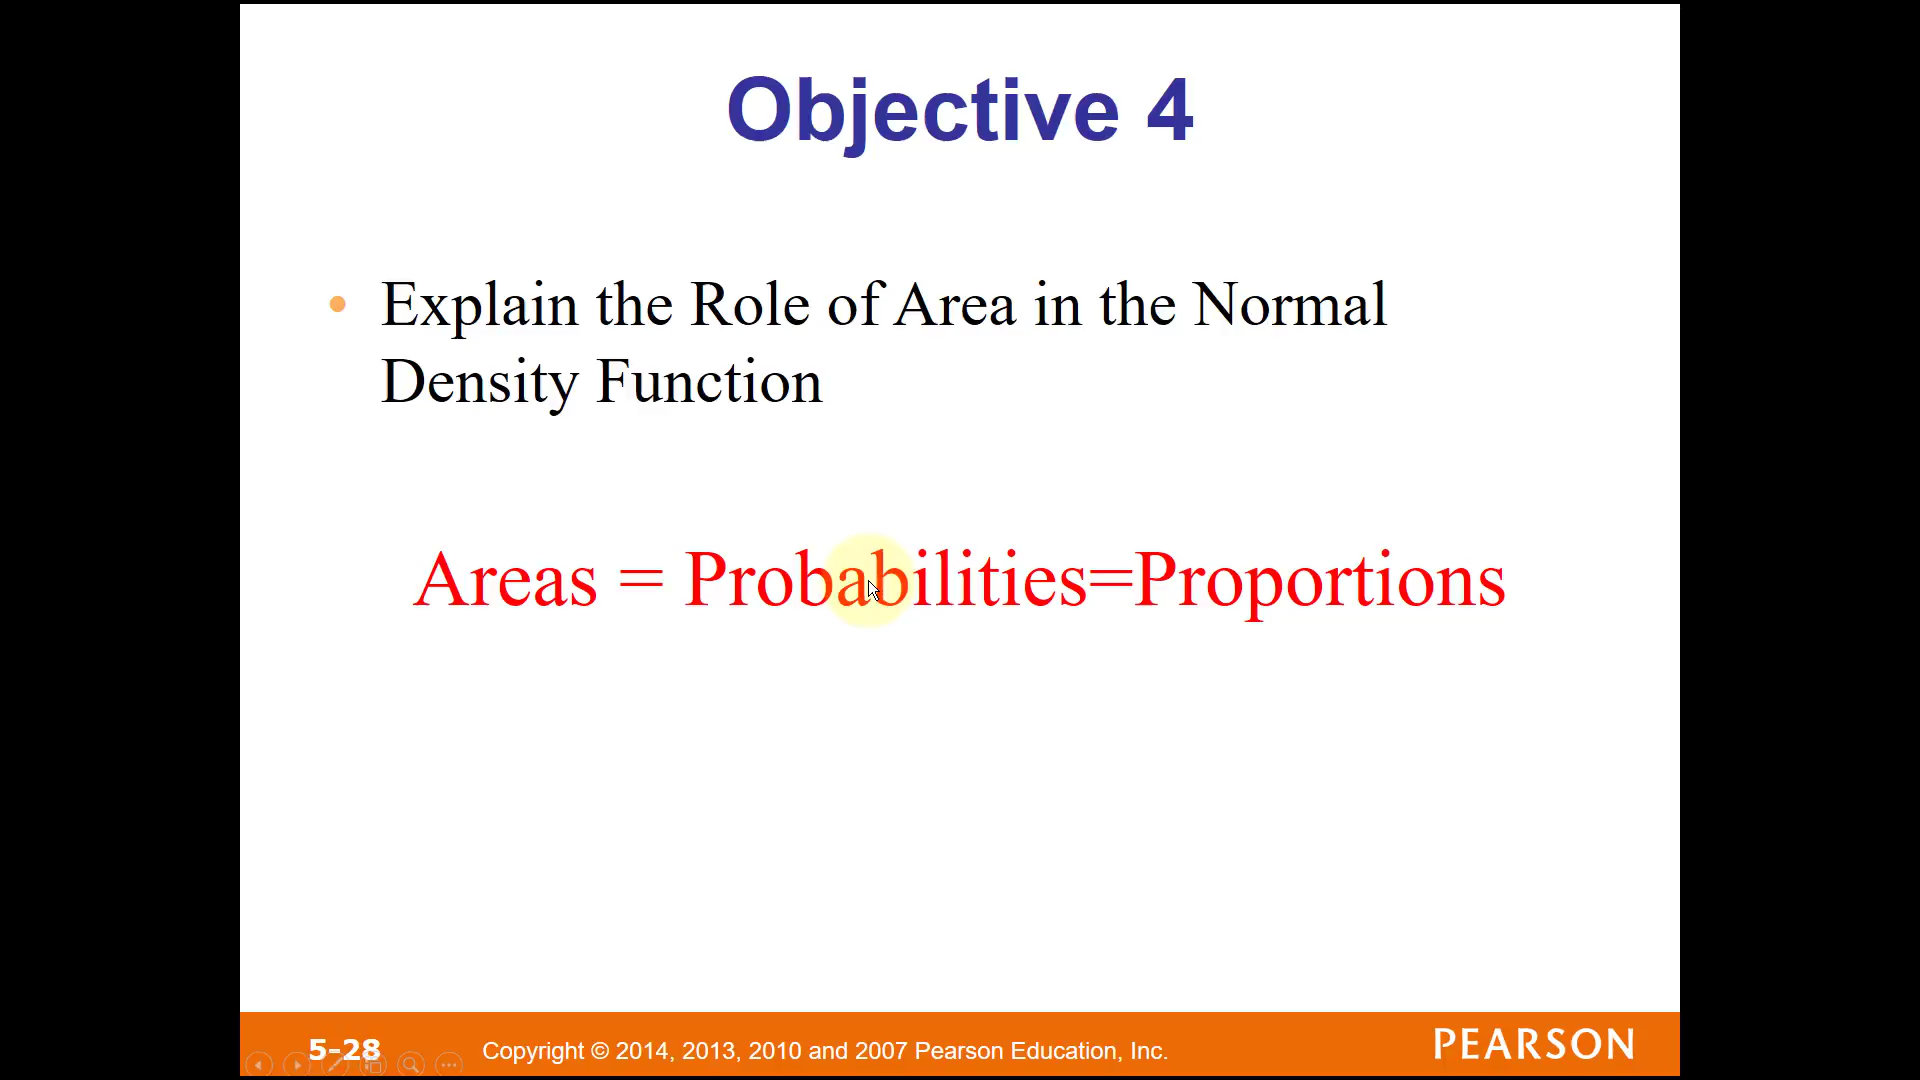 Objective 4
• Explain the Role of Area in the Normal
Density Function
Areas = Probabilities=Proportions
5-28 Copyright © 2014, 2013, 2010 and 2007 Pearson Education, Inc. PEARSON